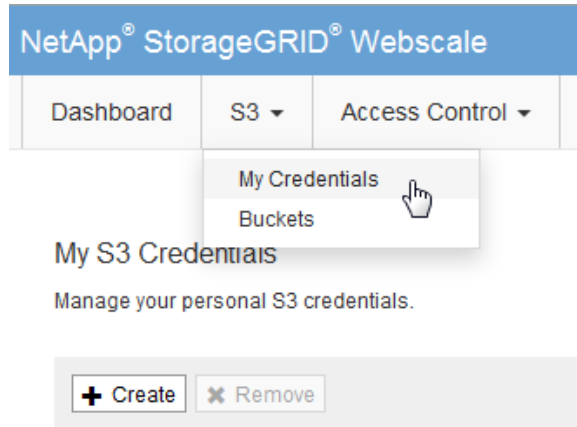 NetApp® StorageGRID® Webscale
Dashboard S3 Access Control
My Credentials
Buckets
My S3 Credentials
Manage your personal S3 credentials.
Create Remove